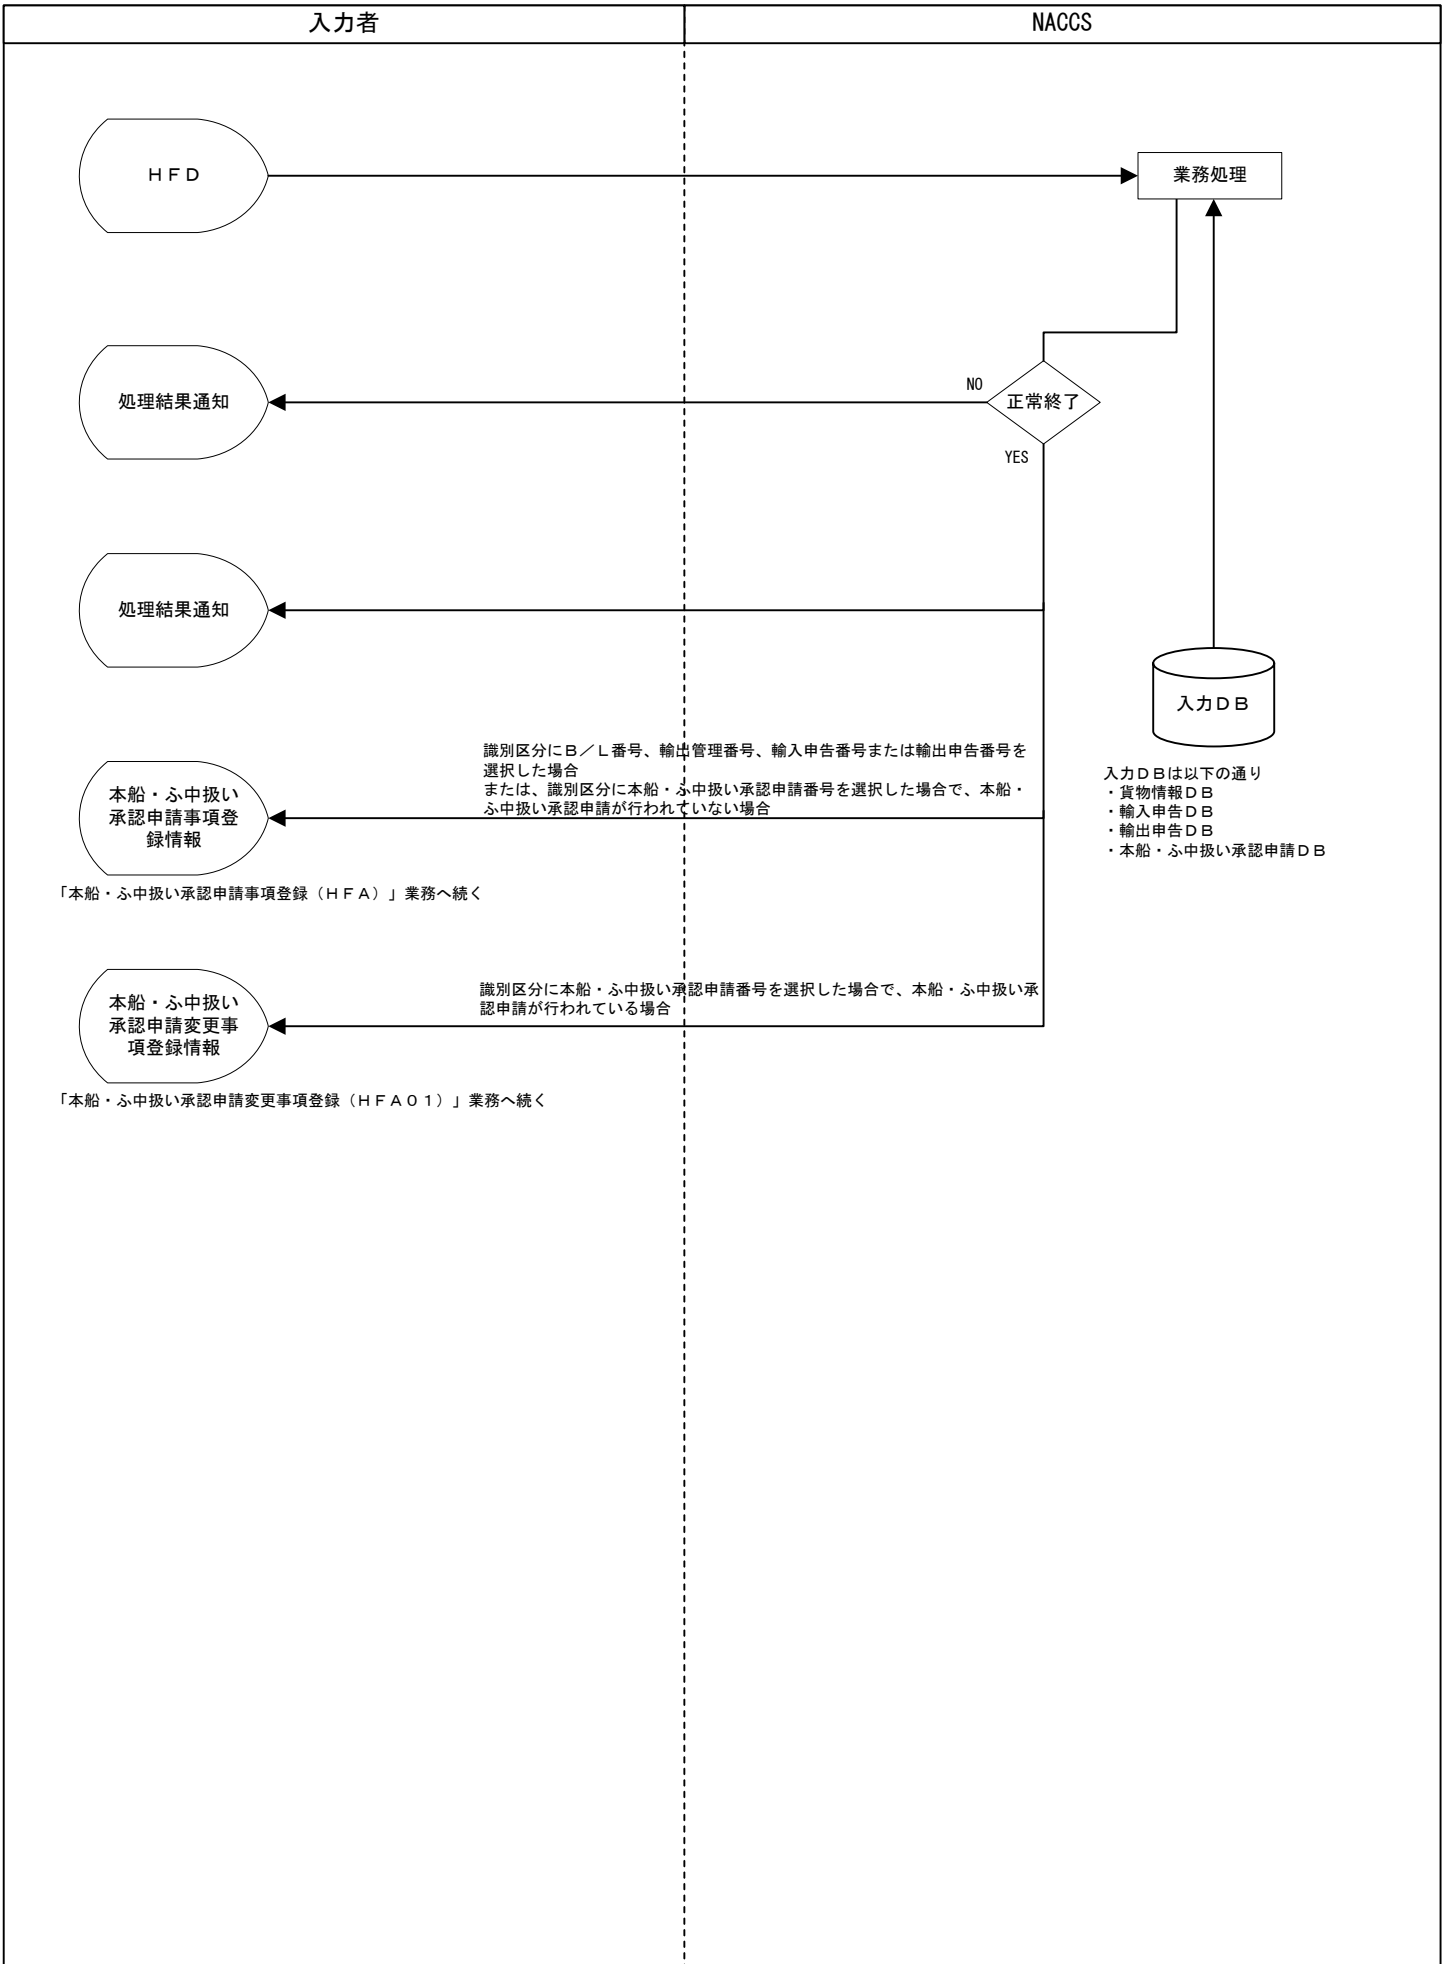 入力者
NACCS
ＨＦＤ
業務処理
処理結果通知
NO
正常終了
YES
処理結果通知
入力ＤＢ
入力ＤＢは以下の通り
・貨物情報ＤＢ
・輸入申告ＤＢ
・輸出申告ＤＢ
・本船・ふ中扱い承認申請ＤＢ
識別区分にＢ／Ｌ番号、輸出管理番号、輸入申告番号または輸出申告番号を
選択した場合
または、識別区分に本船・ふ中扱い承認申請番号を選択した場合で、本船・
ふ中扱い承認申請が行われていない場合
本船・ふ中扱い
承認申請事項登
録情報
「本船・ふ中扱い承認申請事項登録（ＨＦＡ）」業務へ続く
識別区分に本船・ふ中扱い承認申請番号を選択した場合で、本船・ふ中扱い承
認申請が行われている場合
本船・ふ中扱い
承認申請変更事
項登録情報
「本船・ふ中扱い承認申請変更事項登録（ＨＦＡ０１）」業務へ続く